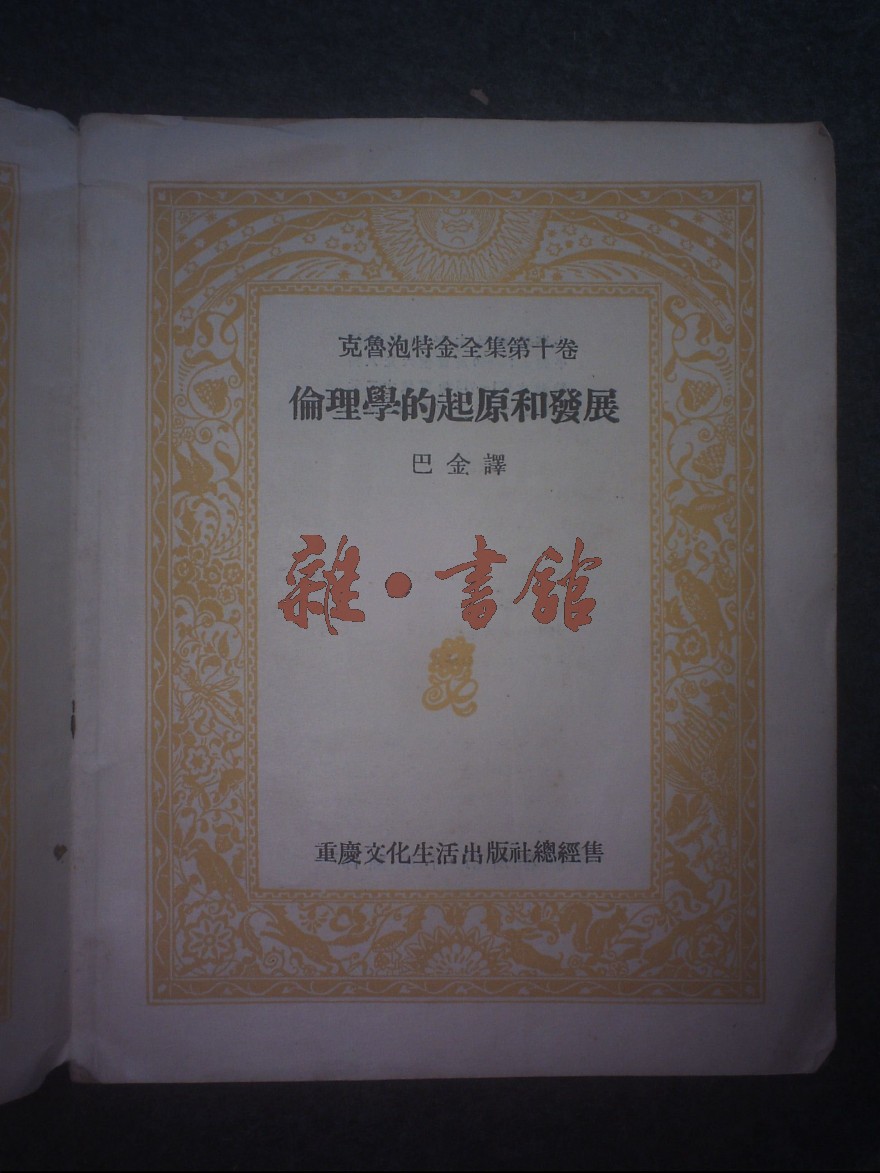 克魯泡特金全集第十卷
倫理學的起原和發展
巴金譯
雜·書館
重慶文化生活出版社總經售